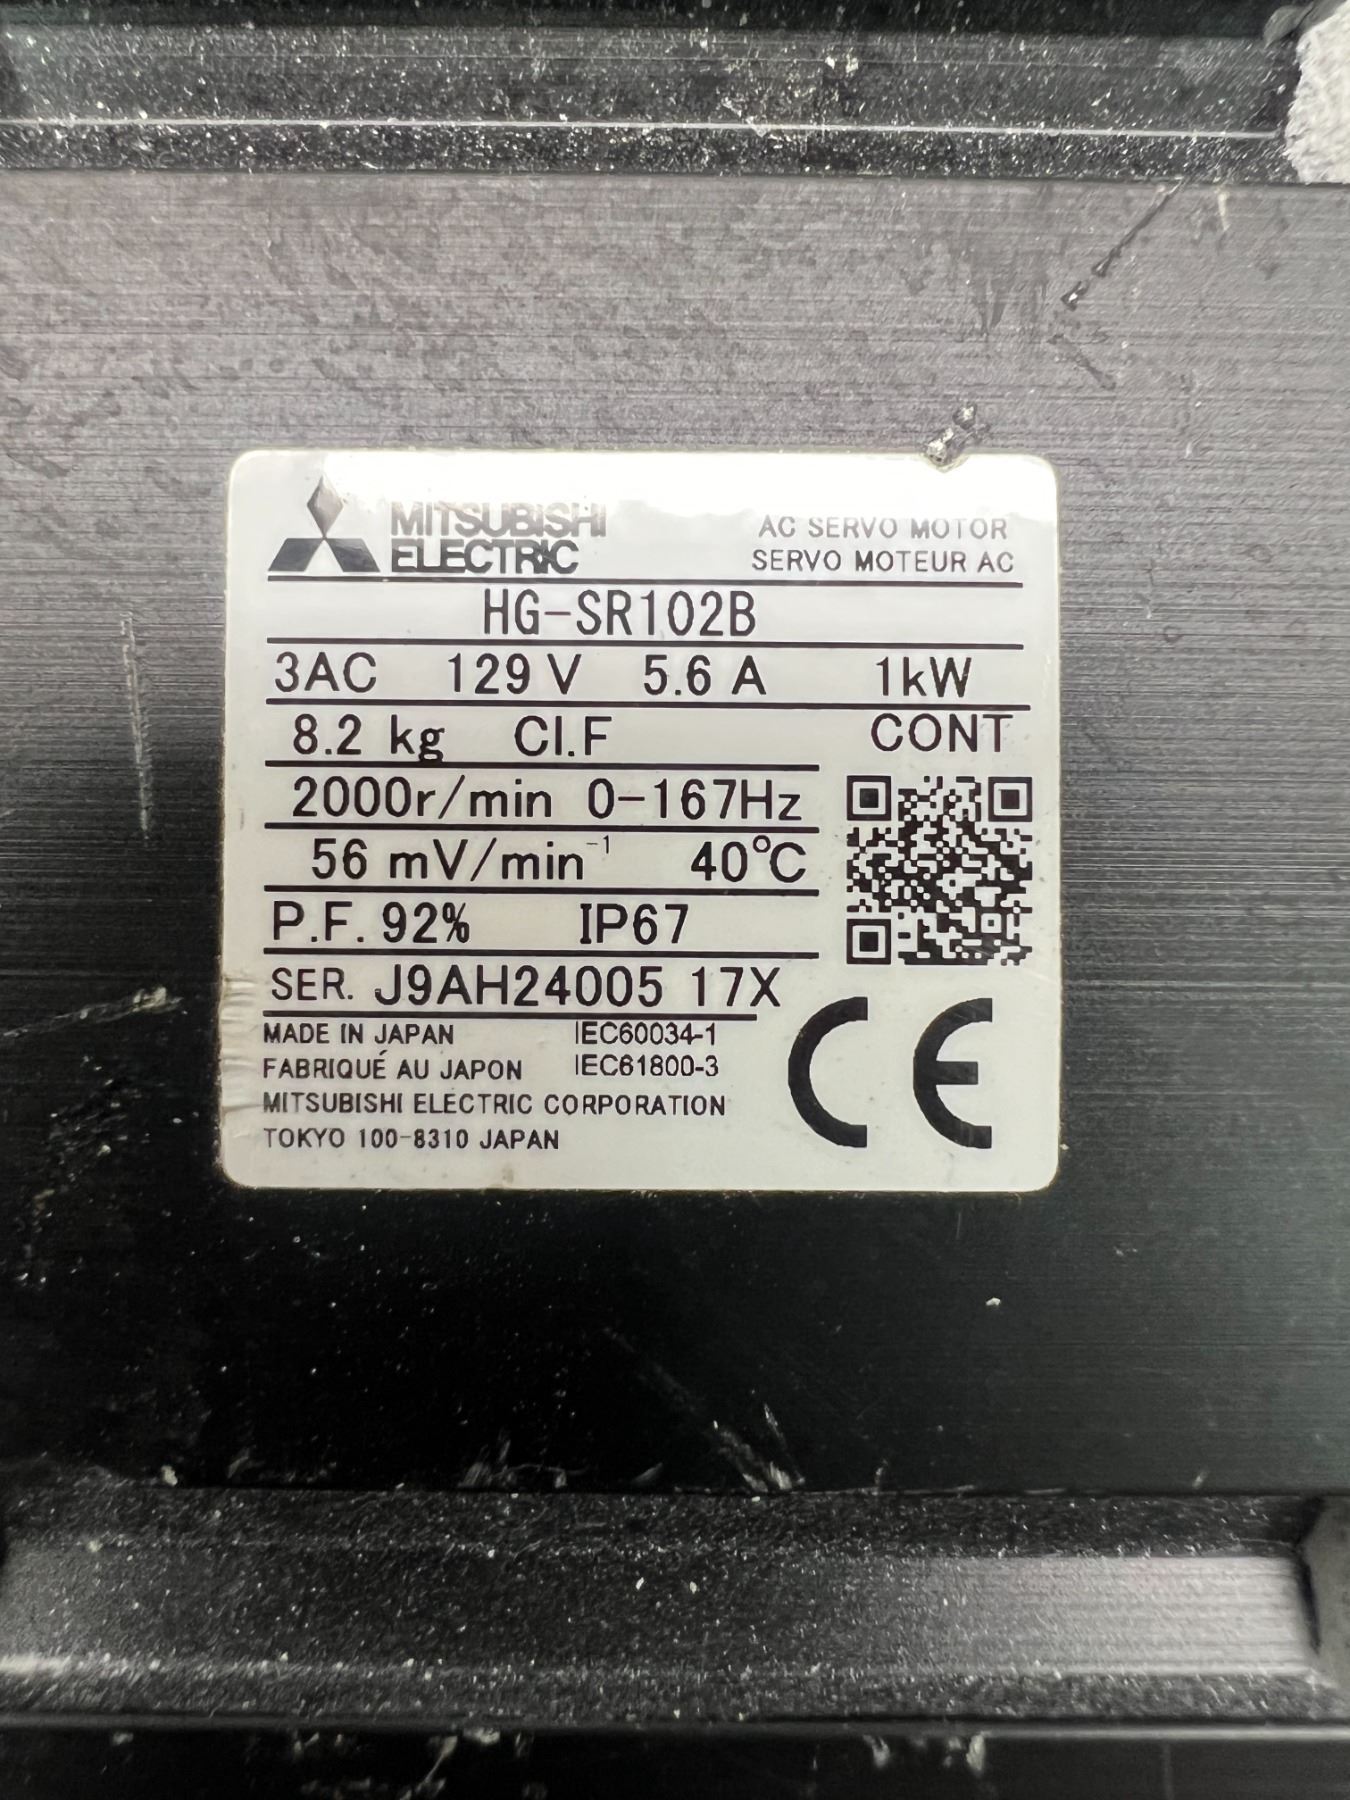 MITSUBISHI
ELECTRIC
AC SERVO MOTOR
SERVO MOTEUR AC
HG-SR102B
3AC 129 V 5.6 A 1kW
8.2 kg Cl.F CONT
2000r/min 0-167Hz
56 mV/min⁻¹ 40°C
P.F. 92% IP67
SER. J9AH24005 17X
MADE IN JAPAN IEC60034-1
FABRIQUÉ AU JAPON IEC61800-3
MITSUBISHI ELECTRIC CORPORATION
TOKYO 100-8310 JAPAN
CE